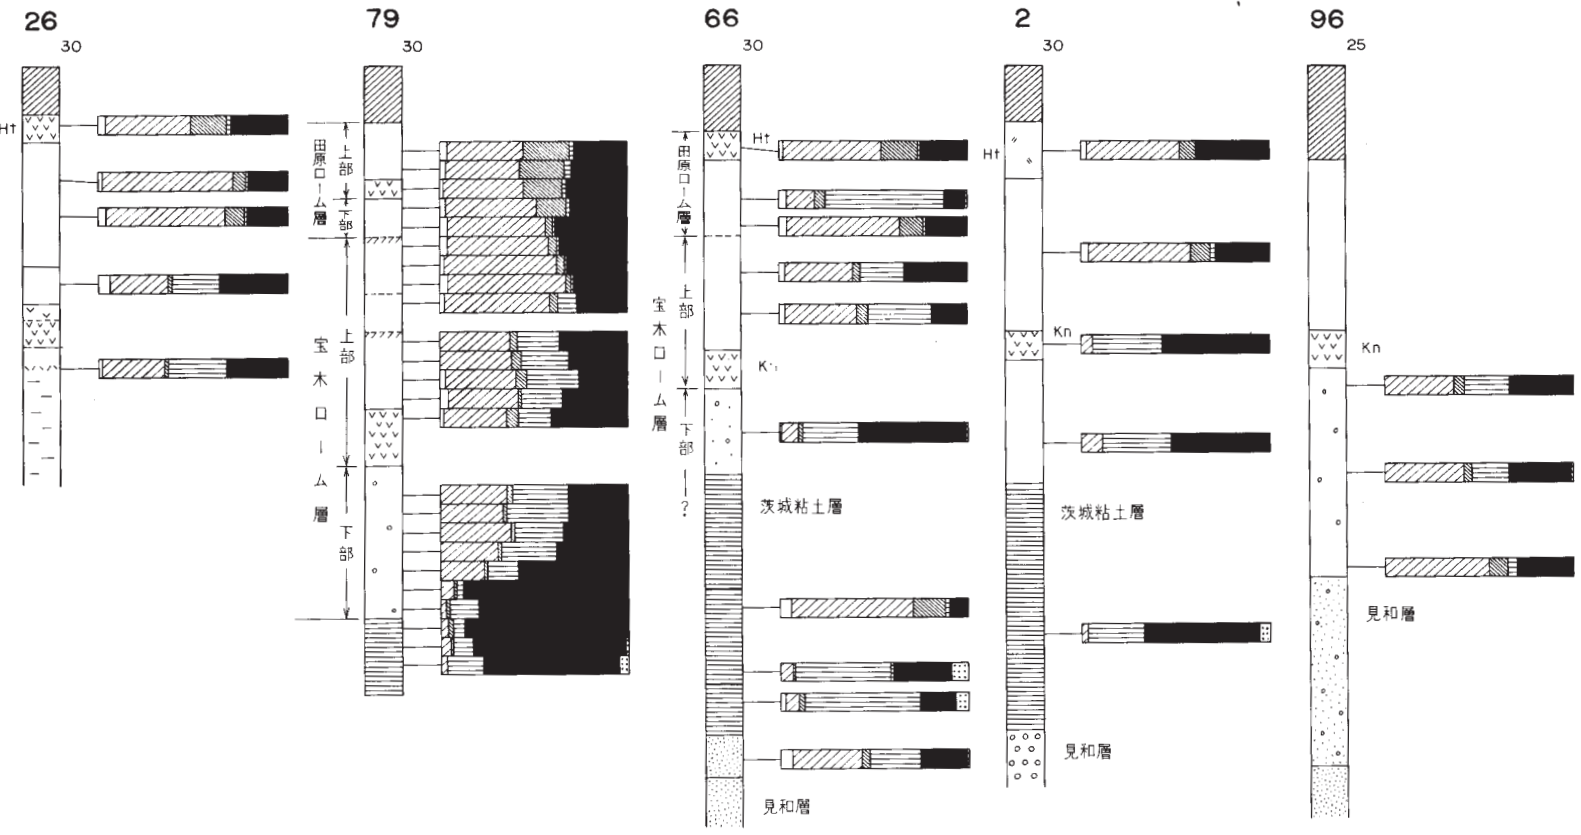 26
79
66
2
96
30
30
30
30
25
Ht
田原ローム層
上部
下部
宝木ローム層
上部
下部
田原ローム層
Ht
宝木ローム層
上部
Kn
下部
?
茨城粘土層
見和層
Ht
Kn
茨城粘土層
見和層
Kn
見和層